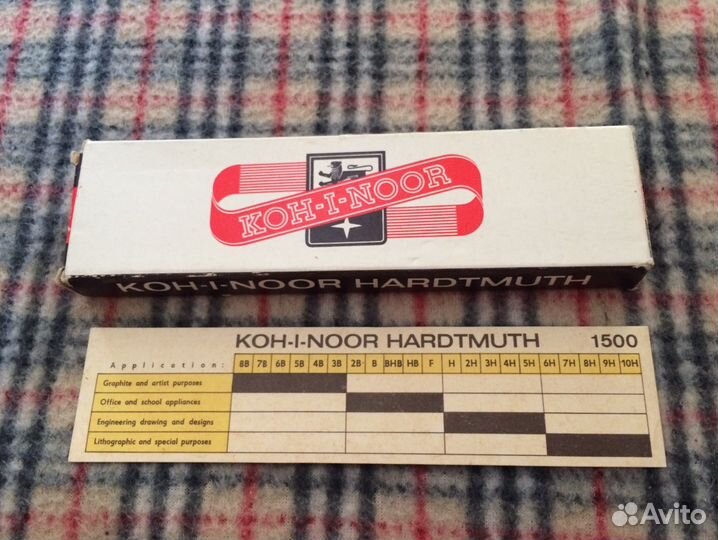 KOH-I-NOOR
KOH-I-NOOR HARDTMUTH
KOH-I-NOOR HARDTMUTH 1500
Application: 8B 7B 6B 5B 4B 3B 2B B BHB HB F H 2H 3H 4H 5H 6H 7H 8H 9H 10H
Graphite and artist purposes
Office and school appliances
Engineering drawing and designs
Lithographic and special purposes
Avito